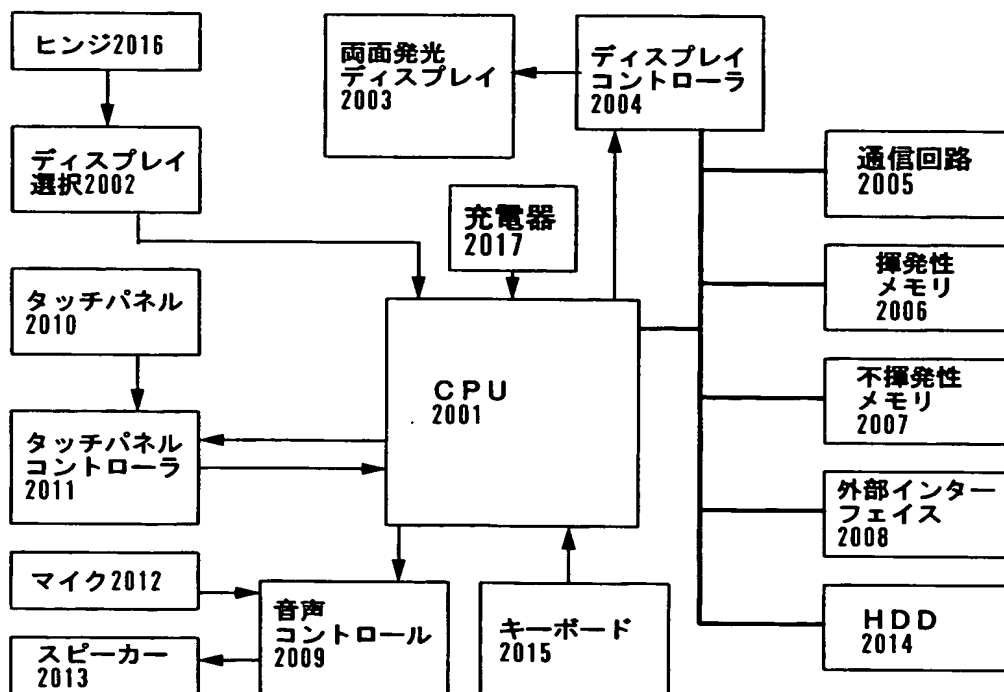 ヒンジ2016
両面発光
ディスプレイ
2003
ディスプレイ
コントローラ
2004
ディスプレイ
選択2002
通信回路
2005
充電器
2017
揮発性
メモリ
2006
タッチパネル
2010
CPU
2001
不揮発性
メモリ
2007
タッチパネル
コントローラ
2011
外部インター
フェイス
2008
マイク2012
音声
コントロール
2009
キーボード
2015
HDD
2014
スピーカー
2013